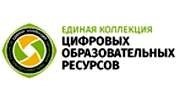 ЕДИНАЯ КОЛЛЕКЦИЯ
ЦИФРОВЫХ
ОБРАЗОВАТЕЛЬНЫХ
РЕСУРСОВ